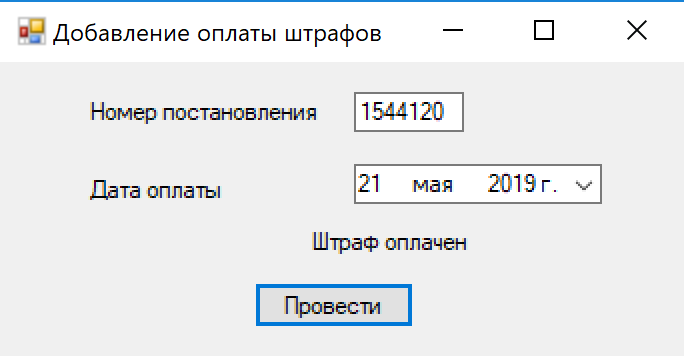 Добавление оплаты штрафов
Номер постановления 1544120
Дата оплаты 21 мая 2019 г.
Штраф оплачен
Провести